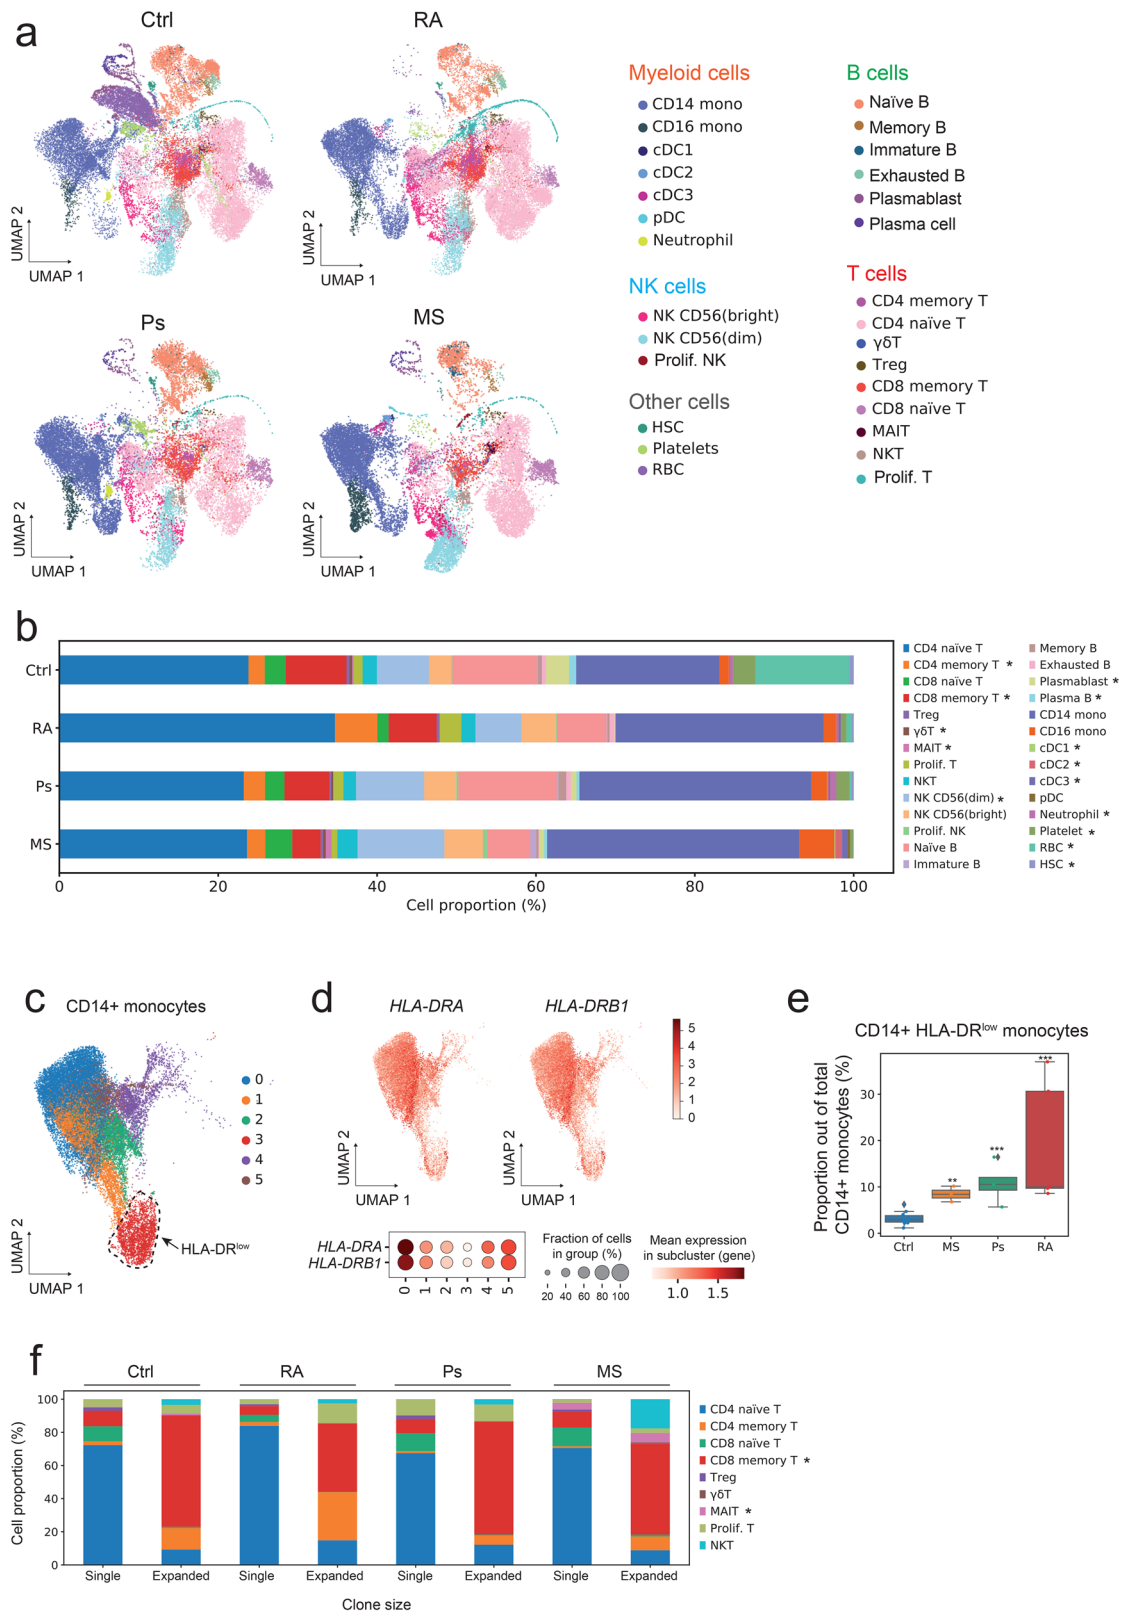 a
Ctrl
RA
UMAP 2
UMAP 1
UMAP 2
UMAP 1
Ps
MS
UMAP 2
UMAP 1
UMAP 2
UMAP 1
Myeloid cells
CD14 mono
CD16 mono
cDC1
cDC2
cDC3
pDC
Neutrophil
NK cells
NK CD56(bright)
NK CD56(dim)
Prolif. NK
Other cells
HSC
Platelets
RBC
B cells
Naïve B
Memory B
Immature B
Exhausted B
Plasmablast
Plasma cell
T cells
CD4 memory T
CD4 naïve T
γδT
Treg
CD8 memory T
CD8 naïve T
MAIT
NKT
Prolif. T
b
Ctrl
RA
Ps
MS
0 20 40 60 80 100
Cell proportion (%)
CD4 naïve T
CD4 memory T *
CD8 naïve T
CD8 memory T *
Treg
γδT *
MAIT *
Prolif. T
NKT
NK CD56(dim) *
NK CD56(bright)
Prolif. NK
Naïve B
Immature B
Memory B
Exhausted B
Plasmablast *
Plasma B *
CD14 mono
CD16 mono
cDC1 *
cDC2 *
cDC3 *
pDC
Neutrophil *
Platelet *
RBC *
HSC *
c
CD14+ monocytes
0
1
2
3
4
5
HLA-DRlow
UMAP 2
UMAP 1
d
HLA-DRA
HLA-DRB1
5
4
3
2
1
0
UMAP 2
UMAP 1
UMAP 2
UMAP 1
HLA-DRA
HLA-DRB1
0 1 2 3 4 5
Fraction of cells
in group (%)
20 40 60 80 100
Mean expression
in subcluster (gene)
1.0 1.5
e
CD14+ HLA-DRlow monocytes
Proportion out of total
CD14+ monocytes (%)
30
20
10
0
**
***
***
Ctrl MS Ps RA
f
Ctrl RA Ps MS
Cell proportion (%)
100
80
60
40
20
0
Single Expanded Single Expanded Single Expanded Single Expanded
Clone size
CD4 naïve T
CD4 memory T
CD8 naïve T
CD8 memory T *
Treg
γδT
MAIT *
Prolif. T
NKT